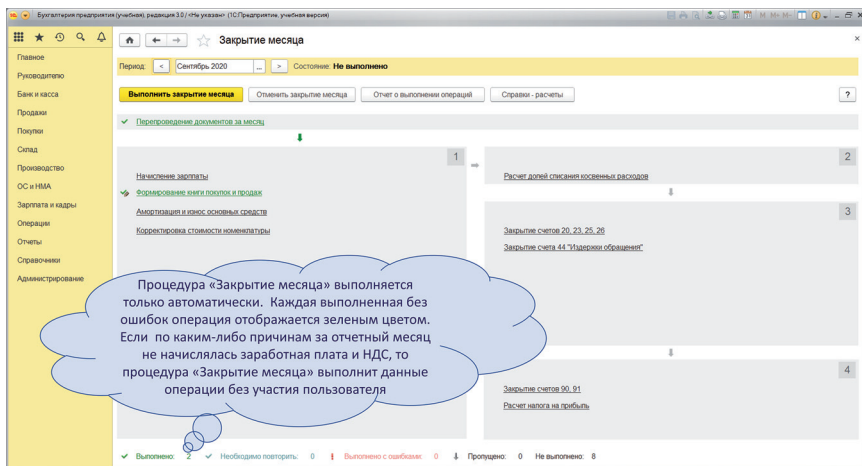 Бухгалтерия предприятия (учебная), редакция 3.0 / <Не указан> (1С:Предприятие, учебная версия)
M M+ M-
Закрытие месяца
Период: < Сентябрь 2020 ... > Состояние: Не выполнено
Выполнить закрытие месяца Отменить закрытие месяца Отчет о выполнении операций Справки - расчеты ?
Главное
Руководителю
Банк и касса
Продажи
Покупки
Склад
Производство
ОС и НМА
Зарплата и кадры
Операции
Отчеты
Справочники
Администрирование
Перепроведение документов за месяц
1
Начисление зарплаты
Формирование книги покупок и продаж
Амортизация и износ основных средств
Корректировка стоимости номенклатуры
2
Расчет долей списания косвенных расходов
3
Закрытие счетов 20, 23, 25, 26
Закрытие счета 44 "Издержки обращения"
4
Закрытие счетов 90, 91
Расчет налога на прибыль
Процедура «Закрытие месяца» выполняется
только автоматически. Каждая выполненная без
ошибок операция отображается зеленым цветом.
Если по каким-либо причинам за отчетный месяц
не начислялась заработная плата и НДС, то
процедура «Закрытие месяца» выполнит данные
операции без участия пользователя
Выполнено: 2 Необходимо повторить: 0 Выполнено с ошибками: 0 Пропущено: 0 Не выполнено: 8